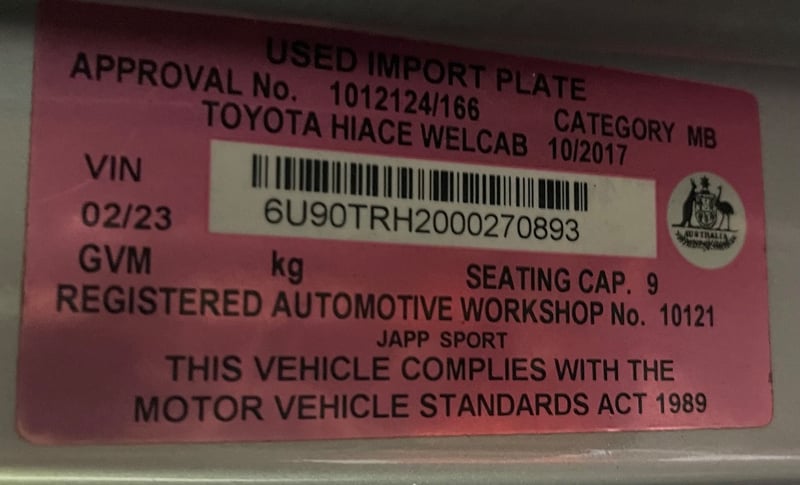 USED IMPORT PLATE
APPROVAL No. 1012124/166 CATEGORY MB
TOYOTA HIACE WELCAB 10/2017
VIN
02/23 6U90TRH2000270893
AUSTRALIA
GVM kg SEATING CAP. 9
REGISTERED AUTOMOTIVE WORKSHOP No. 10121
JAPP SPORT
THIS VEHICLE COMPLIES WITH THE
MOTOR VEHICLE STANDARDS ACT 1989